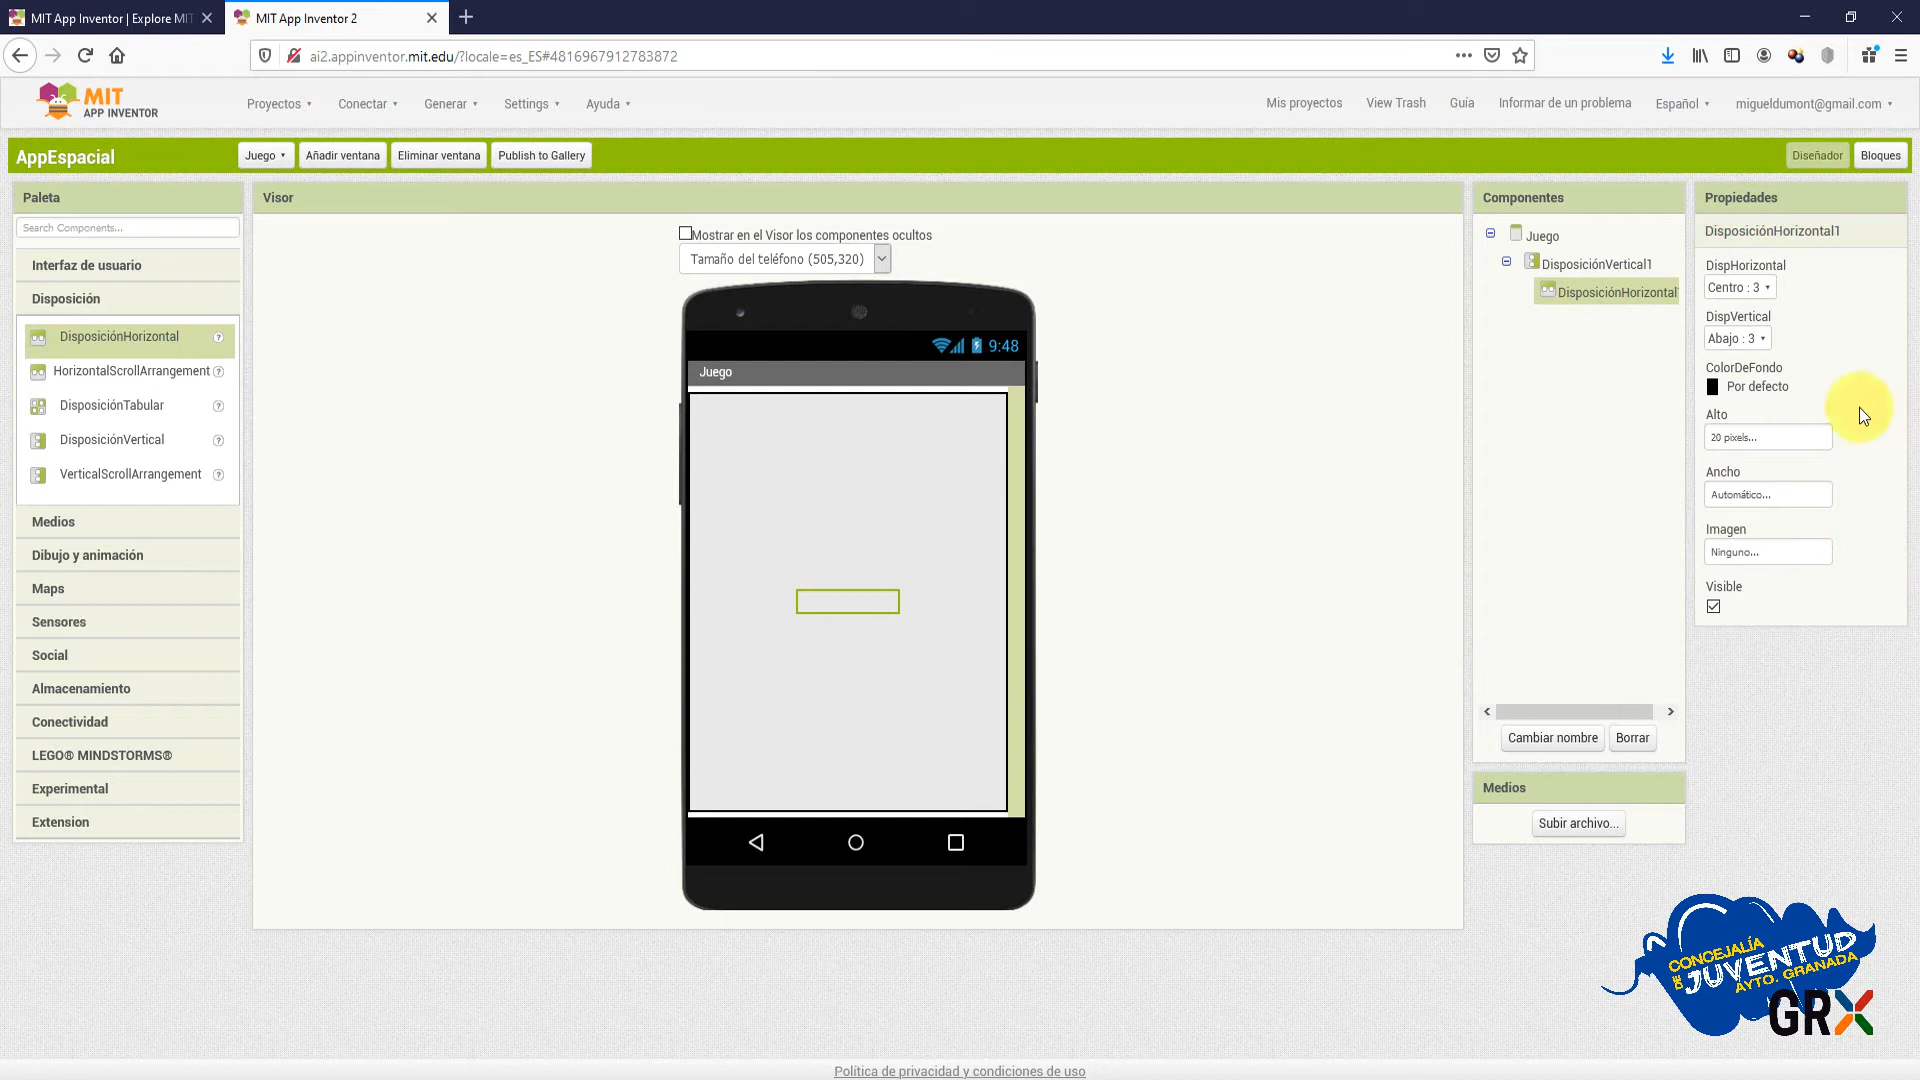 MIT App Inventor | Explore MIT
MIT App Inventor 2
ai2.appinventor.mit.edu/?locale=es_ES#4816967912783872
MIT
APP INVENTOR
Proyectos
Conectar
Generar
Settings
Ayuda
Mis proyectos
View Trash
Guía
Informar de un problema
Español
migueldumont@gmail.com
AppEspacial
Juego
Añadir ventana
Eliminar ventana
Publish to Gallery
Diseñador
Bloques
Paleta
Search Components...
Interfaz de usuario
Disposición
DisposiciónHorizontal
?
HorizontalScrollArrangement
?
DisposiciónTabular
?
DisposiciónVertical
?
VerticalScrollArrangement
?
Medios
Dibujo y animación
Maps
Sensores
Social
Almacenamiento
Conectividad
LEGO® MINDSTORMS®
Experimental
Extension
Visor
Mostrar en el Visor los componentes ocultos
Tamaño del teléfono (505,320)
9:48
Juego
Componentes
Juego
DisposiciónVertical1
DisposiciónHorizontal
Cambiar nombre
Borrar
Medios
Subir archivo...
Propiedades
DisposiciónHorizontal1
DispHorizontal
Centro : 3
DispVertical
Abajo : 3
ColorDeFondo
Por defecto
Alto
20 pixels...
Ancho
Automático...
Imagen
Ninguno...
Visible
CONCEJALÍA
DE JUVENTUD
AYTO. GRANADA
GRX
Política de privacidad y condiciones de uso